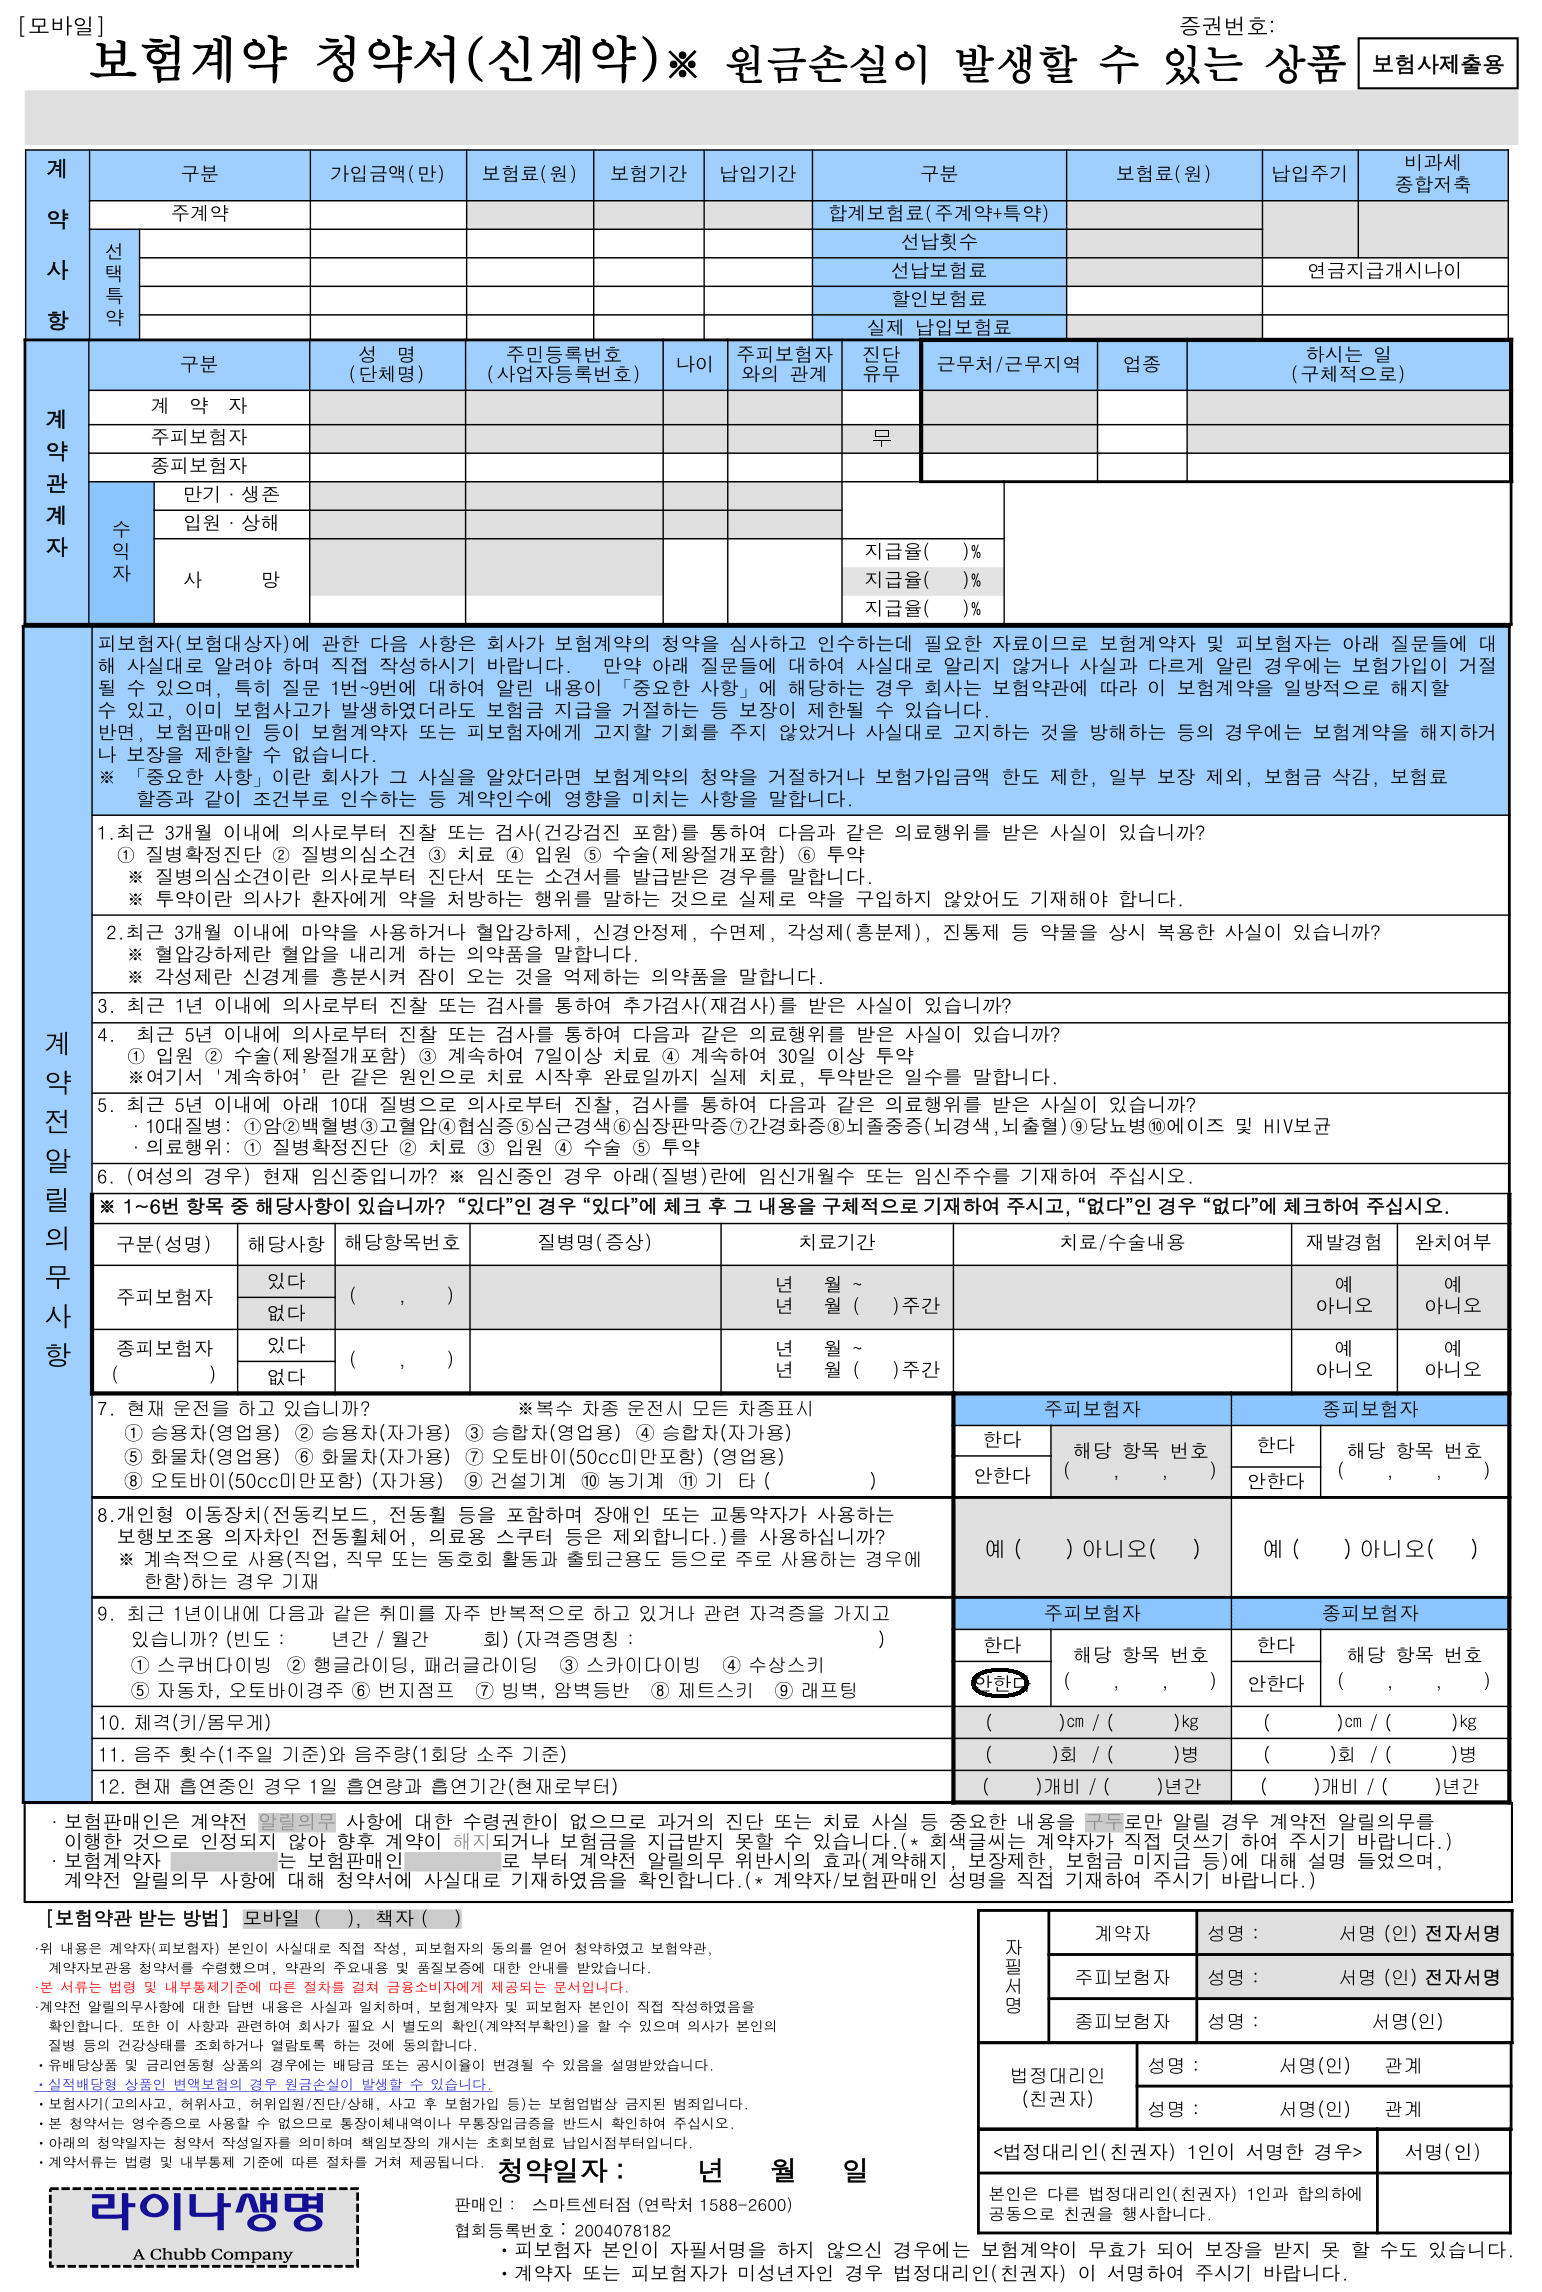 [모바일]
증권번호:
보험계약 청약서(신계약)※ 원금손실이 발생할 수 있는 상품
보험사제출용
계약사항
구분 가입금액(만) 보험료(원) 보험기간 납입기간 구분 보험료(원) 납입주기 비과세 종합저축
주계약 합계보험료(주계약+특약)
선택특약
선납횟수
선납보험료 연금지급개시나이
할인보험료
실제 납입보험료
계약관계자
구분 성 명 (단체명) 주민등록번호 (사업자등록번호) 나이 주피보험자와의 관계 진단유무 근무처/근무지역 업종 하시는 일 (구체적으로)
계 약 자
주피보험자 무
종피보험자
수익자
만기 · 생존
입원 · 상해
사 망
지급율( )%
지급율( )%
지급율( )%
계약전알릴의무사항
피보험자(보험대상자)에 관한 다음 사항은 회사가 보험계약의 청약을 심사하고 인수하는데 필요한 자료이므로 보험계약자 및 피보험자는 아래 질문들에 대
해 사실대로 알려야 하며 직접 작성하시기 바랍니다. 만약 아래 질문들에 대하여 사실대로 알리지 않거나 사실과 다르게 알린 경우에는 보험가입이 거절
될 수 있으며, 특히 질문 1번~9번에 대하여 알린 내용이 「중요한 사항」에 해당하는 경우 회사는 보험약관에 따라 이 보험계약을 일방적으로 해지할
수 있고, 이미 보험사고가 발생하였더라도 보험금 지급을 거절하는 등 보장이 제한될 수 있습니다.
반면, 보험판매인 등이 보험계약자 또는 피보험자에게 고지할 기회를 주지 않았거나 사실대로 고지하는 것을 방해하는 등의 경우에는 보험계약을 해지하거
나 보장을 제한할 수 없습니다.
※ 「중요한 사항」이란 회사가 그 사실을 알았더라면 보험계약의 청약을 거절하거나 보험가입금액 한도 제한, 일부 보장 제외, 보험금 삭감, 보험료
할증과 같이 조건부로 인수하는 등 계약인수에 영향을 미치는 사항을 말합니다.
1.최근 3개월 이내에 의사로부터 진찰 또는 검사(건강검진 포함)를 통하여 다음과 같은 의료행위를 받은 사실이 있습니까?
① 질병확정진단 ② 질병의심소견 ③ 치료 ④ 입원 ⑤ 수술(제왕절개포함) ⑥ 투약
※ 질병의심소견이란 의사로부터 진단서 또는 소견서를 발급받은 경우를 말합니다.
※ 투약이란 의사가 환자에게 약을 처방하는 행위를 말하는 것으로 실제로 약을 구입하지 않았어도 기재해야 합니다.
2.최근 3개월 이내에 마약을 사용하거나 혈압강하제, 신경안정제, 수면제, 각성제(흥분제), 진통제 등 약물을 상시 복용한 사실이 있습니까?
※ 혈압강하제란 혈압을 내리게 하는 의약품을 말합니다.
※ 각성제란 신경계를 흥분시켜 잠이 오는 것을 억제하는 의약품을 말합니다.
3. 최근 1년 이내에 의사로부터 진찰 또는 검사를 통하여 추가검사(재검사)를 받은 사실이 있습니까?
4. 최근 5년 이내에 의사로부터 진찰 또는 검사를 통하여 다음과 같은 의료행위를 받은 사실이 있습니까?
① 입원 ② 수술(제왕절개포함) ③ 계속하여 7일이상 치료 ④ 계속하여 30일 이상 투약
※여기서 '계속하여’ 란 같은 원인으로 치료 시작후 완료일까지 실제 치료, 투약받은 일수를 말합니다.
5. 최근 5년 이내에 아래 10대 질병으로 의사로부터 진찰, 검사를 통하여 다음과 같은 의료행위를 받은 사실이 있습니까?
· 10대질병: ①암②백혈병③고혈압④협심증⑤심근경색⑥심장판막증⑦간경화증⑧뇌졸중증(뇌경색,뇌출혈)⑨당뇨병⑩에이즈 및 HIV보균
· 의료행위: ① 질병확정진단 ② 치료 ③ 입원 ④ 수술 ⑤ 투약
6. (여성의 경우) 현재 임신중입니까? ※ 임신중인 경우 아래(질병)란에 임신개월수 또는 임신주수를 기재하여 주십시오.
※ 1~6번 항목 중 해당사항이 있습니까? “있다”인 경우 “있다”에 체크 후 그 내용을 구체적으로 기재하여 주시고, “없다”인 경우 “없다”에 체크하여 주십시오.
구분(성명) 해당사항 해당항목번호 질병명(증상) 치료기간 치료/수술내용 재발경험 완치여부
주피보험자 있다 없다 ( , ) 년 월 ~ 년 월 ( )주간 예 아니오 예 아니오
종피보험자 ( ) 있다 없다 ( , ) 년 월 ~ 년 월 ( )주간 예 아니오 예 아니오
7. 현재 운전을 하고 있습니까? ※복수 차종 운전시 모든 차종표시
① 승용차(영업용) ② 승용차(자가용) ③ 승합차(영업용) ④ 승합차(자가용)
⑤ 화물차(영업용) ⑥ 화물차(자가용) ⑦ 오토바이(50cc미만포함) (영업용)
⑧ 오토바이(50cc미만포함) (자가용) ⑨ 건설기계 ⑩ 농기계 ⑪ 기 타 ( )
주피보험자 종피보험자
한다 안한다 해당 항목 번호 ( , , ) 한다 안한다 해당 항목 번호 ( , , )
8.개인형 이동장치(전동킥보드, 전동휠 등을 포함하며 장애인 또는 교통약자가 사용하는
보행보조용 의자차인 전동휠체어, 의료용 스쿠터 등은 제외합니다.)를 사용하십니까?
※ 계속적으로 사용(직업, 직무 또는 동호회 활동과 출퇴근용도 등으로 주로 사용하는 경우에
한함)하는 경우 기재
예 ( ) 아니오( ) 예 ( ) 아니오( )
9. 최근 1년이내에 다음과 같은 취미를 자주 반복적으로 하고 있거나 관련 자격증을 가지고
있습니까? (빈도 : 년간 / 월간 회) (자격증명칭 : )
① 스쿠버다이빙 ② 행글라이딩, 패러글라이딩 ③ 스카이다이빙 ④ 수상스키
⑤ 자동차, 오토바이경주 ⑥ 번지점프 ⑦ 빙벽, 암벽등반 ⑧ 제트스키 ⑨ 래프팅
주피보험자 종피보험자
한다 안한다 해당 항목 번호 ( , , ) 한다 안한다 해당 항목 번호 ( , , )
10. 체격(키/몸무게) ( )cm / ( )kg ( )cm / ( )kg
11. 음주 횟수(1주일 기준)와 음주량(1회당 소주 기준) ( )회 / ( )병 ( )회 / ( )병
12. 현재 흡연중인 경우 1일 흡연량과 흡연기간(현재로부터) ( )개비 / ( )년간 ( )개비 / ( )년간
· 보험판매인은 계약전 알릴의무 사항에 대한 수령권한이 없으므로 과거의 진단 또는 치료 사실 등 중요한 내용을 구두로만 알릴 경우 계약전 알릴의무를
이행한 것으로 인정되지 않아 향후 계약이 해지되거나 보험금을 지급받지 못할 수 있습니다.(* 회색글씨는 계약자가 직접 덧쓰기 하여 주시기 바랍니다.)
· 보험계약자 는 보험판매인 로 부터 계약전 알릴의무 위반시의 효과(계약해지, 보장제한, 보험금 미지급 등)에 대해 설명 들었으며,
계약전 알릴의무 사항에 대해 청약서에 사실대로 기재하였음을 확인합니다.(* 계약자/보험판매인 성명을 직접 기재하여 주시기 바랍니다.)
[보험약관 받는 방법] 모바일 ( ), 책자 ( )
·위 내용은 계약자(피보험자) 본인이 사실대로 직접 작성, 피보험자의 동의를 얻어 청약하였고 보험약관,
계약자보관용 청약서를 수령했으며, 약관의 주요내용 및 품질보증에 대한 안내를 받았습니다.
·본 서류는 법령 및 내부통제기준에 따른 절차를 걸쳐 금융소비자에게 제공되는 문서입니다.
·계약전 알릴의무사항에 대한 답변 내용은 사실과 일치하며, 보험계약자 및 피보험자 본인이 직접 작성하였음을
확인합니다. 또한 이 사항과 관련하여 회사가 필요 시 별도의 확인(계약적부확인)을 할 수 있으며 의사가 본인의
질병 등의 건강상태를 조회하거나 열람토록 하는 것에 동의합니다.
• 유배당상품 및 금리연동형 상품의 경우에는 배당금 또는 공시이율이 변경될 수 있음을 설명받았습니다.
• 실적배당형 상품인 변액보험의 경우 원금손실이 발생할 수 있습니다.
• 보험사기(고의사고, 허위사고, 허위입원/진단/상해, 사고 후 보험가입 등)는 보험업법상 금지된 범죄입니다.
• 본 청약서는 영수증으로 사용할 수 없으므로 통장이체내역이나 무통장입금증을 반드시 확인하여 주십시오.
• 아래의 청약일자는 청약서 작성일자를 의미하며 책임보장의 개시는 초회보험료 납입시점부터입니다.
• 계약서류는 법령 및 내부통제 기준에 따른 절차를 거쳐 제공됩니다.
자필서명
계약자 성명 : 서명 (인) 전자서명
주피보험자 성명 : 서명 (인) 전자서명
종피보험자 성명 : 서명(인)
법정대리인 (친권자)
성명 : 서명(인) 관계
성명 : 서명(인) 관계
<법정대리인(친권자) 1인이 서명한 경우> 서명(인)
본인은 다른 법정대리인(친권자) 1인과 합의하에
공동으로 친권을 행사합니다.
청약일자 : 년 월 일
라이나생명
A Chubb Company
판매인 : 스마트센터점 (연락처 1588-2600)
협회등록번호 : 2004078182
• 피보험자 본인이 자필서명을 하지 않으신 경우에는 보험계약이 무효가 되어 보장을 받지 못 할 수도 있습니다.
• 계약자 또는 피보험자가 미성년자인 경우 법정대리인(친권자) 이 서명하여 주시기 바랍니다.